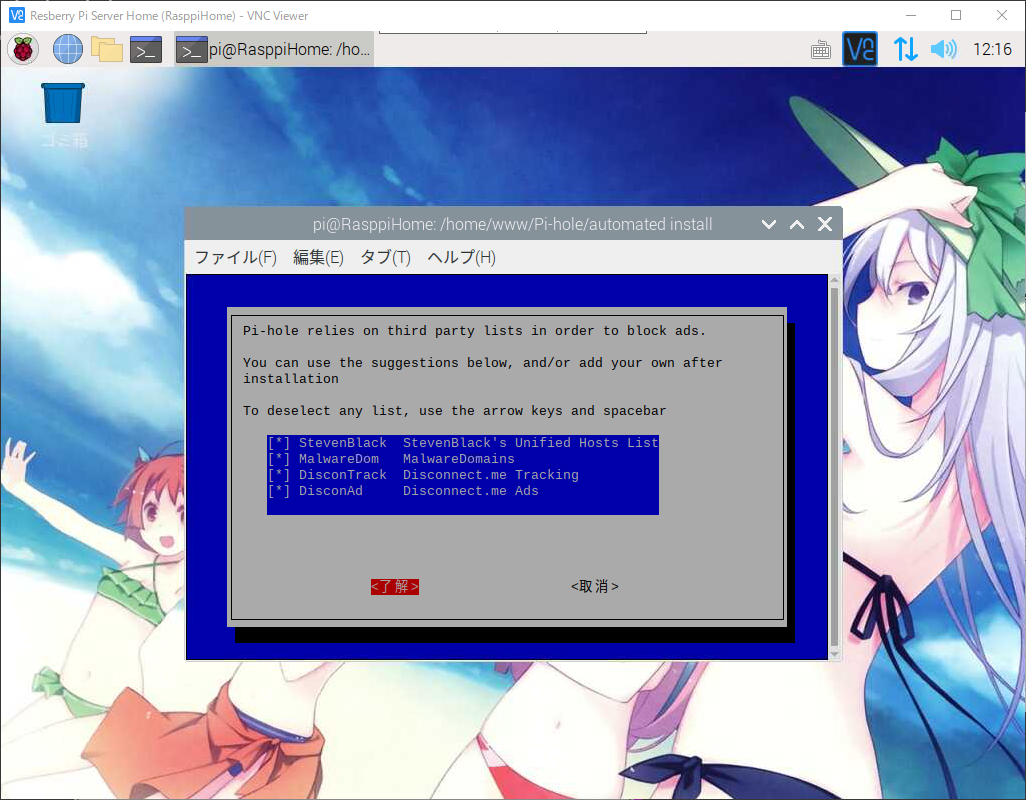 Resberry Pi Server Home (RasppiHome) - VNC Viewer
pi@RasppiHome: /ho...
12:16
ゴミ箱
pi@RasppiHome: /home/www/Pi-hole/automated install
ファイル(F) 編集(E) タブ(T) ヘルプ(H)
Pi-hole relies on third party lists in order to block ads.
You can use the suggestions below, and/or add your own after
installation
To deselect any list, use the arrow keys and spacebar
[*] StevenBlack StevenBlack's Unified Hosts List
[*] MalwareDom MalwareDomains
[*] DisconTrack Disconnect.me Tracking
[*] DisconAd Disconnect.me Ads
<了解> <取消>